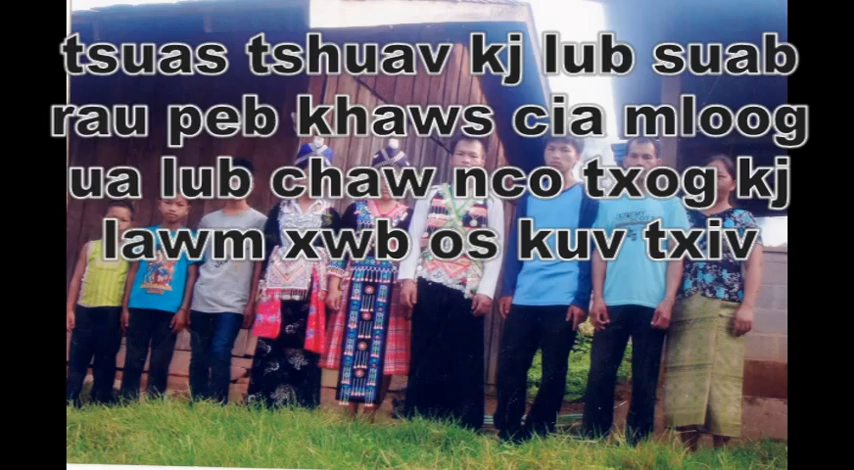 tsuas tshuav kj lub suab
rau peb khaws cia mloog
ua lub chaw nco txog kj
lawm xwb os kuv txiv